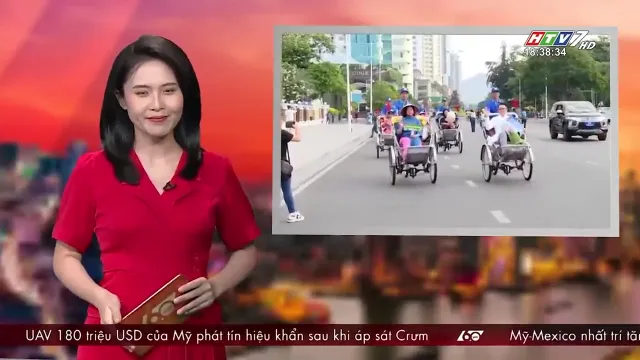 HTV7 HD
18:38:34
UAV 180 triệu USD của Mỹ phát tín hiệu khẩn sau khi áp sát Crưm
60
Mỹ-Mexico nhất trí tă